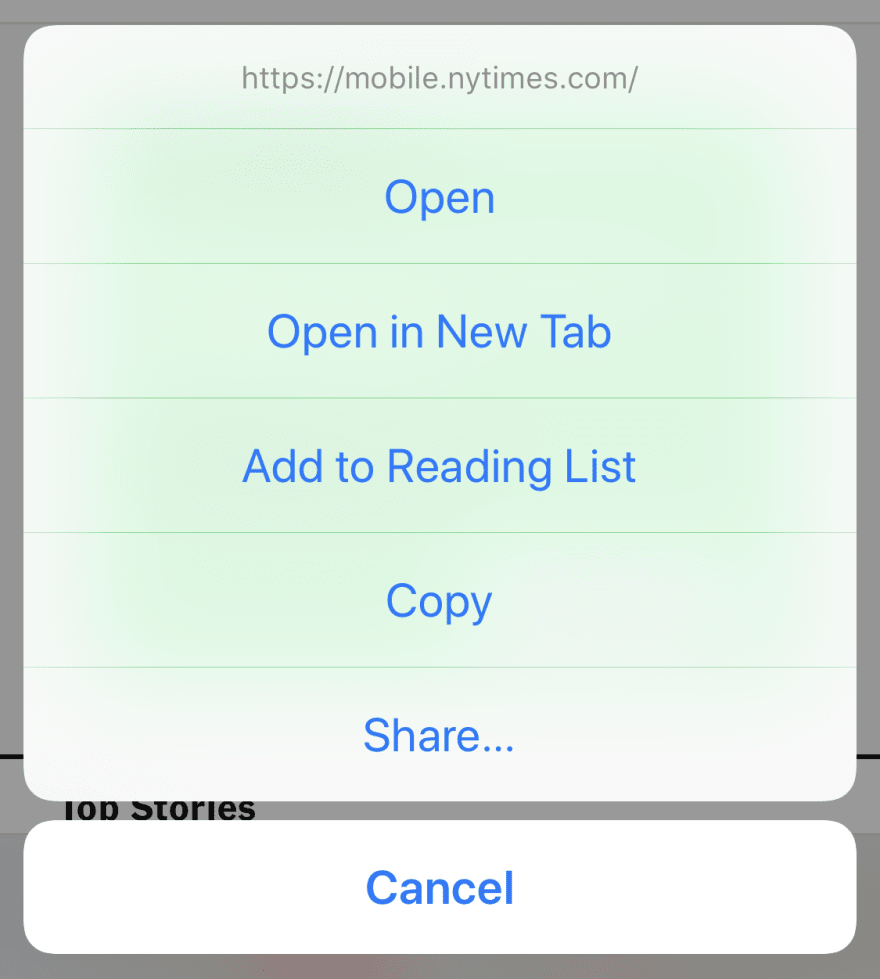 https://mobile.nytimes.com/
Open
Open in New Tab
Add to Reading List
Copy
Share...
Top Stories
Cancel